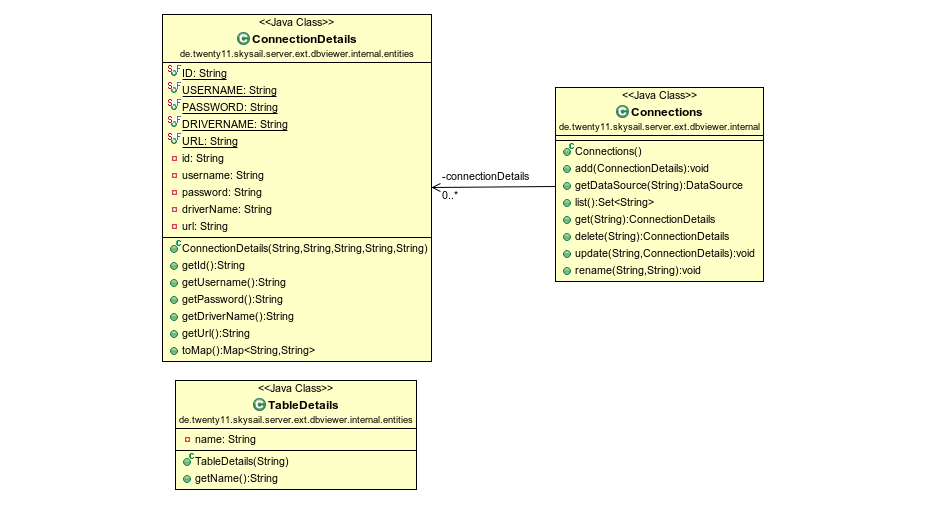 <<Java Class>>
ConnectionDetails
de.twenty11.skysail.server.ext.dbviewer.internal.entities
ID: String
USERNAME: String
PASSWORD: String
DRIVERNAME: String
URL: String
id: String
username: String
password: String
driverName: String
url: String
ConnectionDetails(String,String,String,String,String)
getId():String
getUsername():String
getPassword():String
getDriverName():String
getUrl():String
toMap():Map<String,String>
-connectionDetails
0..*
<<Java Class>>
Connections
de.twenty11.skysail.server.ext.dbviewer.internal
Connections()
add(ConnectionDetails):void
getDataSource(String):DataSource
list():Set<String>
get(String):ConnectionDetails
delete(String):ConnectionDetails
update(String,ConnectionDetails):void
rename(String,String):void
<<Java Class>>
TableDetails
de.twenty11.skysail.server.ext.dbviewer.internal.entities
name: String
TableDetails(String)
getName():String